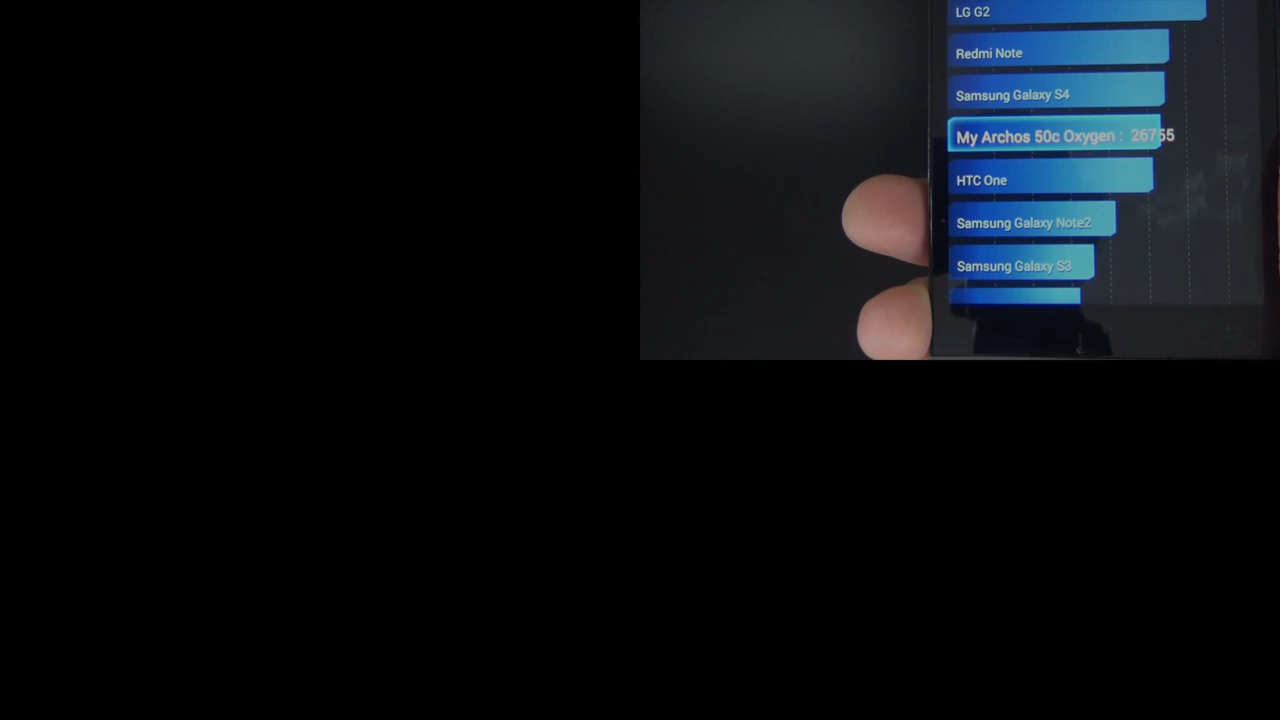 LG G2
Redmi Note
Samsung Galaxy S4
My Archos 50c Oxygen : 26755
HTC One
Samsung Galaxy Note2
Samsung Galaxy S3